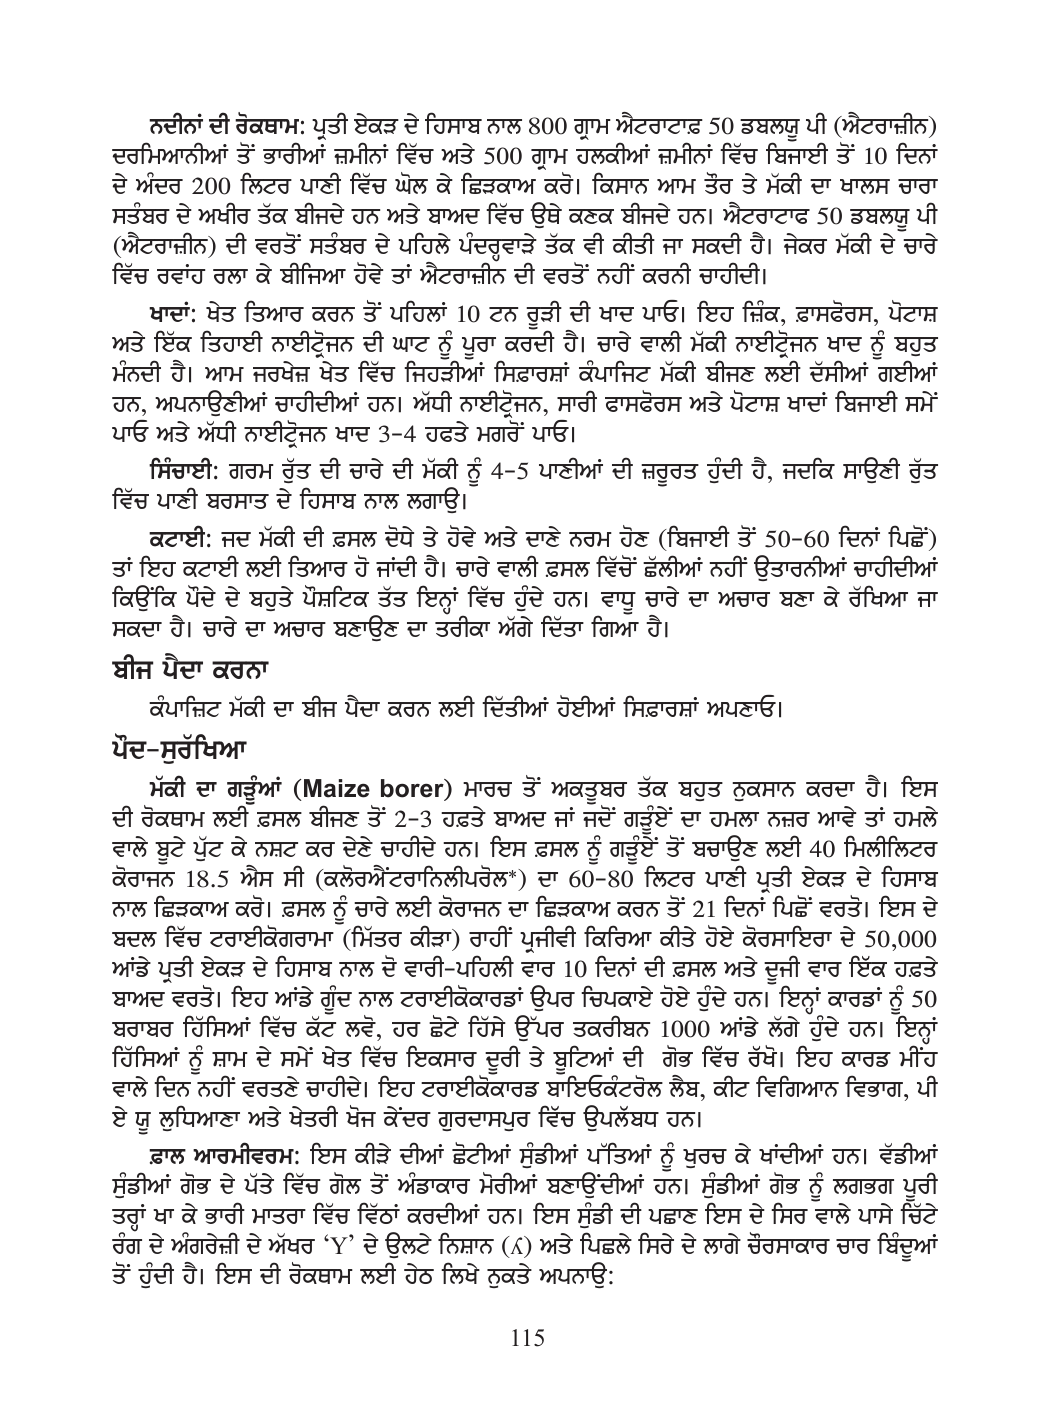 ਨਦੀਨਾਂ ਦੀ ਰੋਕਥਾਮ: ਪ੍ਰਤੀ ਏਕੜ ਦੇ ਹਿਸਾਬ ਨਾਲ 800 ਗ੍ਰਾਮ ਐਟਰਾਟਾਫ਼ 50 ਡਬਲਯੂ ਪੀ (ਐਟਰਾਜ਼ੀਨ)
ਦਰਮਿਆਨੀਆਂ ਤੋਂ ਭਾਰੀਆਂ ਜ਼ਮੀਨਾਂ ਵਿੱਚ ਅਤੇ 500 ਗ੍ਰਾਮ ਹਲਕੀਆਂ ਜ਼ਮੀਨਾਂ ਵਿੱਚ ਬਿਜਾਈ ਤੋਂ 10 ਦਿਨਾਂ
ਦੇ ਅੰਦਰ 200 ਲਿਟਰ ਪਾਣੀ ਵਿੱਚ ਘੋਲ ਕੇ ਛਿੜਕਾਅ ਕਰੋ। ਕਿਸਾਨ ਆਮ ਤੌਰ ਤੇ ਮੱਕੀ ਦਾ ਖਾਲਸ ਚਾਰਾ
ਸਤੰਬਰ ਦੇ ਅਖੀਰ ਤੱਕ ਬੀਜਦੇ ਹਨ ਅਤੇ ਬਾਅਦ ਵਿੱਚ ਉਥੇ ਕਣਕ ਬੀਜਦੇ ਹਨ। ਐਟਰਾਟਾਫ 50 ਡਬਲਯੂ ਪੀ
(ਐਟਰਾਜ਼ੀਨ) ਦੀ ਵਰਤੋਂ ਸਤੰਬਰ ਦੇ ਪਹਿਲੇ ਪੰਦਰ੍ਹਵਾੜੇ ਤੱਕ ਵੀ ਕੀਤੀ ਜਾ ਸਕਦੀ ਹੈ। ਜੇਕਰ ਮੱਕੀ ਦੇ ਚਾਰੇ
ਵਿੱਚ ਰਵਾਂਹ ਰਲਾ ਕੇ ਬੀਜਿਆ ਹੋਵੇ ਤਾਂ ਐਟਰਾਜ਼ੀਨ ਦੀ ਵਰਤੋਂ ਨਹੀਂ ਕਰਨੀ ਚਾਹੀਦੀ।
ਖਾਦਾਂ: ਖੇਤ ਤਿਆਰ ਕਰਨ ਤੋਂ ਪਹਿਲਾਂ 10 ਟਨ ਰੂੜੀ ਦੀ ਖਾਦ ਪਾਓ। ਇਹ ਜ਼ਿੰਕ, ਫ਼ਾਸਫੋਰਸ, ਪੋਟਾਸ਼
ਅਤੇ ਇੱਕ ਤਿਹਾਈ ਨਾਈਟ੍ਰੋਜਨ ਦੀ ਘਾਟ ਨੂੰ ਪੂਰਾ ਕਰਦੀ ਹੈ। ਚਾਰੇ ਵਾਲੀ ਮੱਕੀ ਨਾਈਟ੍ਰੋਜਨ ਖਾਦ ਨੂੰ ਬਹੁਤ
ਮੰਨਦੀ ਹੈ। ਆਮ ਜਰਖੇਜ਼ ਖੇਤ ਵਿੱਚ ਜਿਹੜੀਆਂ ਸਿਫ਼ਾਰਸ਼ਾਂ ਕੰਪਾਜਿਟ ਮੱਕੀ ਬੀਜਣ ਲਈ ਦੱਸੀਆਂ ਗਈਆਂ
ਹਨ, ਅਪਨਾਉਣੀਆਂ ਚਾਹੀਦੀਆਂ ਹਨ। ਅੱਧੀ ਨਾਈਟ੍ਰੋਜਨ, ਸਾਰੀ ਫਾਸਫੋਰਸ ਅਤੇ ਪੋਟਾਸ਼ ਖਾਦਾਂ ਬਿਜਾਈ ਸਮੇਂ
ਪਾਓ ਅਤੇ ਅੱਧੀ ਨਾਈਟ੍ਰੋਜਨ ਖਾਦ 3-4 ਹਫਤੇ ਮਗਰੋਂ ਪਾਓ।
ਸਿੰਚਾਈ: ਗਰਮ ਰੁੱਤ ਦੀ ਚਾਰੇ ਦੀ ਮੱਕੀ ਨੂੰ 4-5 ਪਾਣੀਆਂ ਦੀ ਜ਼ਰੂਰਤ ਹੁੰਦੀ ਹੈ, ਜਦਕਿ ਸਾਉਣੀ ਰੁੱਤ
ਵਿੱਚ ਪਾਣੀ ਬਰਸਾਤ ਦੇ ਹਿਸਾਬ ਨਾਲ ਲਗਾਉ।
ਕਟਾਈ: ਜਦ ਮੱਕੀ ਦੀ ਫ਼ਸਲ ਦੋਧੇ ਤੇ ਹੋਵੇ ਅਤੇ ਦਾਣੇ ਨਰਮ ਹੋਣ (ਬਿਜਾਈ ਤੋਂ 50-60 ਦਿਨਾਂ ਪਿਛੋਂ)
ਤਾਂ ਇਹ ਕਟਾਈ ਲਈ ਤਿਆਰ ਹੋ ਜਾਂਦੀ ਹੈ। ਚਾਰੇ ਵਾਲੀ ਫ਼ਸਲ ਵਿੱਚੋਂ ਛੱਲੀਆਂ ਨਹੀਂ ਉਤਾਰਨੀਆਂ ਚਾਹੀਦੀਆਂ
ਕਿਉਂਕਿ ਪੌਦੇ ਦੇ ਬਹੁਤੇ ਪੌਸ਼ਟਿਕ ਤੱਤ ਇਨ੍ਹਾਂ ਵਿੱਚ ਹੁੰਦੇ ਹਨ। ਵਾਧੂ ਚਾਰੇ ਦਾ ਅਚਾਰ ਬਣਾ ਕੇ ਰੱਖਿਆ ਜਾ
ਸਕਦਾ ਹੈ। ਚਾਰੇ ਦਾ ਅਚਾਰ ਬਣਾਉਣ ਦਾ ਤਰੀਕਾ ਅੱਗੇ ਦਿੱਤਾ ਗਿਆ ਹੈ।
ਬੀਜ ਪੈਦਾ ਕਰਨਾ
ਕੰਪਾਜ਼ਿਟ ਮੱਕੀ ਦਾ ਬੀਜ ਪੈਦਾ ਕਰਨ ਲਈ ਦਿੱਤੀਆਂ ਹੋਈਆਂ ਸਿਫ਼ਾਰਸ਼ਾਂ ਅਪਣਾਓ।
ਪੌਦ-ਸੁਰੱਖਿਆ
ਮੱਕੀ ਦਾ ਗੜੂੰਆਂ (Maize borer) ਮਾਰਚ ਤੋਂ ਅਕਤੂਬਰ ਤੱਕ ਬਹੁਤ ਨੁਕਸਾਨ ਕਰਦਾ ਹੈ। ਇਸ
ਦੀ ਰੋਕਥਾਮ ਲਈ ਫ਼ਸਲ ਬੀਜਣ ਤੋਂ 2-3 ਹਫ਼ਤੇ ਬਾਅਦ ਜਾਂ ਜਦੋਂ ਗੜੂੰਏਂ ਦਾ ਹਮਲਾ ਨਜ਼ਰ ਆਵੇ ਤਾਂ ਹਮਲੇ
ਵਾਲੇ ਬੂਟੇ ਪੁੱਟ ਕੇ ਨਸ਼ਟ ਕਰ ਦੇਣੇ ਚਾਹੀਦੇ ਹਨ। ਇਸ ਫ਼ਸਲ ਨੂੰ ਗੜੂੰਏਂ ਤੋਂ ਬਚਾਉਣ ਲਈ 40 ਮਿਲੀਲਿਟਰ
ਕੋਰਾਜਨ 18.5 ਐਸ ਸੀ (ਕਲੋਰਐਂਟਰਾਨਿਲੀਪਰੋਲ*) ਦਾ 60-80 ਲਿਟਰ ਪਾਣੀ ਪ੍ਰਤੀ ਏਕੜ ਦੇ ਹਿਸਾਬ
ਨਾਲ ਛਿੜਕਾਅ ਕਰੋ। ਫ਼ਸਲ ਨੂੰ ਚਾਰੇ ਲਈ ਕੋਰਾਜਨ ਦਾ ਛਿੜਕਾਅ ਕਰਨ ਤੋਂ 21 ਦਿਨਾਂ ਪਿਛੋਂ ਵਰਤੋ। ਇਸ ਦੇ
ਬਦਲ ਵਿੱਚ ਟਰਾਈਕੋਗਰਾਮਾ (ਮਿੱਤਰ ਕੀੜਾ) ਰਾਹੀਂ ਪ੍ਰਜੀਵੀ ਕਿਰਿਆ ਕੀਤੇ ਹੋਏ ਕੋਰਸਾਇਰਾ ਦੇ 50,000
ਆਂਡੇ ਪ੍ਰਤੀ ਏਕੜ ਦੇ ਹਿਸਾਬ ਨਾਲ ਦੋ ਵਾਰੀ-ਪਹਿਲੀ ਵਾਰ 10 ਦਿਨਾਂ ਦੀ ਫ਼ਸਲ ਅਤੇ ਦੂਜੀ ਵਾਰ ਇੱਕ ਹਫ਼ਤੇ
ਬਾਅਦ ਵਰਤੋ। ਇਹ ਆਂਡੇ ਗੂੰਦ ਨਾਲ ਟਰਾਈਕੋਕਾਰਡਾਂ ਉਪਰ ਚਿਪਕਾਏ ਹੋਏ ਹੁੰਦੇ ਹਨ। ਇਨ੍ਹਾਂ ਕਾਰਡਾਂ ਨੂੰ 50
ਬਰਾਬਰ ਹਿੱਸਿਆਂ ਵਿੱਚ ਕੱਟ ਲਵੋ, ਹਰ ਛੋਟੇ ਹਿੱਸੇ ਉੱਪਰ ਤਕਰੀਬਨ 1000 ਆਂਡੇ ਲੱਗੇ ਹੁੰਦੇ ਹਨ। ਇਨ੍ਹਾਂ
ਹਿੱਸਿਆਂ ਨੂੰ ਸ਼ਾਮ ਦੇ ਸਮੇਂ ਖੇਤ ਵਿੱਚ ਇਕਸਾਰ ਦੂਰੀ ਤੇ ਬੂਟਿਆਂ ਦੀ ਗੋਭ ਵਿੱਚ ਰੱਖੋ। ਇਹ ਕਾਰਡ ਮੀਂਹ
ਵਾਲੇ ਦਿਨ ਨਹੀਂ ਵਰਤਣੇ ਚਾਹੀਦੇ। ਇਹ ਟਰਾਈਕੋਕਾਰਡ ਬਾਇਓਕੰਟਰੋਲ ਲੈਬ, ਕੀਟ ਵਿਗਿਆਨ ਵਿਭਾਗ, ਪੀ
ਏ ਯੂ ਲੁਧਿਆਣਾ ਅਤੇ ਖੇਤਰੀ ਖੋਜ ਕੇਂਦਰ ਗੁਰਦਾਸਪੁਰ ਵਿੱਚ ਉਪਲੱਬਧ ਹਨ।
ਫ਼ਾਲ ਆਰਮੀਵਰਮ: ਇਸ ਕੀੜੇ ਦੀਆਂ ਛੋਟੀਆਂ ਸੁੰਡੀਆਂ ਪੱਤਿਆਂ ਨੂੰ ਖੁਰਚ ਕੇ ਖਾਂਦੀਆਂ ਹਨ। ਵੱਡੀਆਂ
ਸੁੰਡੀਆਂ ਗੋਭ ਦੇ ਪੱਤੇ ਵਿੱਚ ਗੋਲ ਤੋਂ ਅੰਡਾਕਾਰ ਮੋਰੀਆਂ ਬਣਾਉਂਦੀਆਂ ਹਨ। ਸੁੰਡੀਆਂ ਗੋਭ ਨੂੰ ਲਗਭਗ ਪੂਰੀ
ਤਰ੍ਹਾਂ ਖਾ ਕੇ ਭਾਰੀ ਮਾਤਰਾ ਵਿੱਚ ਵਿੱਠਾਂ ਕਰਦੀਆਂ ਹਨ। ਇਸ ਸੁੰਡੀ ਦੀ ਪਛਾਣ ਇਸ ਦੇ ਸਿਰ ਵਾਲੇ ਪਾਸੇ ਚਿੱਟੇ
ਰੰਗ ਦੇ ਅੰਗਰੇਜ਼ੀ ਦੇ ਅੱਖਰ ‘Y’ ਦੇ ਉਲਟੇ ਨਿਸ਼ਾਨ (ʎ) ਅਤੇ ਪਿਛਲੇ ਸਿਰੇ ਦੇ ਲਾਗੇ ਚੌਰਸਾਕਾਰ ਚਾਰ ਬਿੰਦੂਆਂ
ਤੋਂ ਹੁੰਦੀ ਹੈ। ਇਸ ਦੀ ਰੋਕਥਾਮ ਲਈ ਹੇਠ ਲਿਖੇ ਨੁਕਤੇ ਅਪਨਾਉ:
115